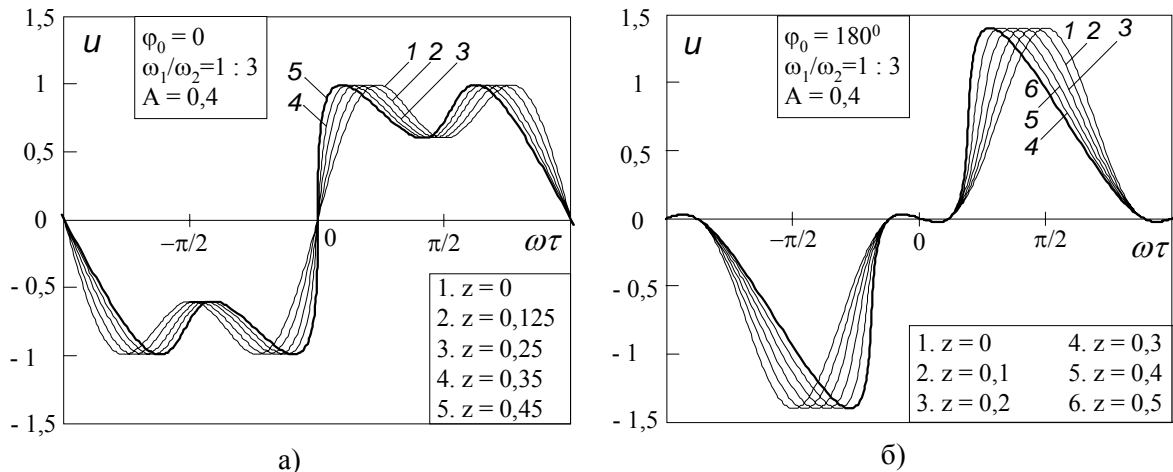 1,5
u
φ₀ = 0
ω₁/ω₂=1 : 3
A = 0,4
5
4
1 2 3
1
0,5
0
−π/2
0
π/2
ωτ
- 0,5
- 1
- 1,5
1. z = 0
2. z = 0,125
3. z = 0,25
4. z = 0,35
5. z = 0,45
а)
1,5
u
φ₀ = 180⁰
ω₁/ω₂=1 : 3
A = 0,4
1 2 3
6
5
4
1
0,5
0
−π/2
0
π/2
ωτ
- 0,5
- 1
- 1,5
1. z = 0 4. z = 0,3
2. z = 0,1 5. z = 0,4
3. z = 0,2 6. z = 0,5
б)